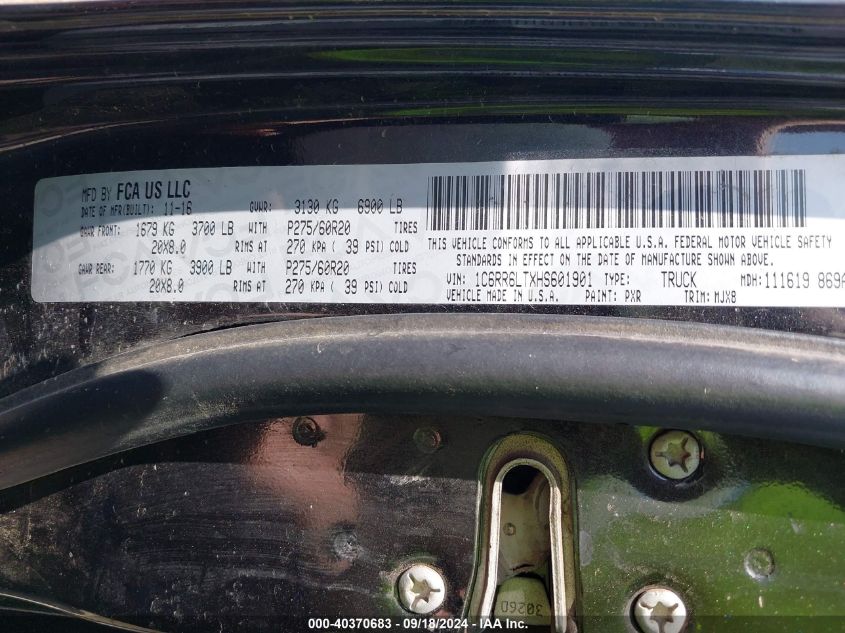 MFD BY FCA US LLC
DATE OF MFR(BUILT): 11-16 GVWR: 3130 KG 6900 LB
GAWR FRONT: 1679 KG 3700 LB WITH P275/60R20 TIRES
20X8.0 RIMS AT 270 KPA ( 39 PSI) COLD
GAWR REAR: 1770 KG 3900 LB WITH P275/60R20 TIRES
20X8.0 RIMS AT 270 KPA ( 39 PSI) COLD
THIS VEHICLE CONFORMS TO ALL APPLICABLE U.S.A. FEDERAL MOTOR VEHICLE SAFETY
STANDARDS IN EFFECT ON THE DATE OF MANUFACTURE SHOWN ABOVE.
VIN: 1C6RR6LTXHS601901 TYPE: TRUCK MDH: 111619 869A
VEHICLE MADE IN U.S.A. PAINT: PXR TRIM: MJX8
3026D
000-40370683 / 09/18/2024 / IAA Inc.